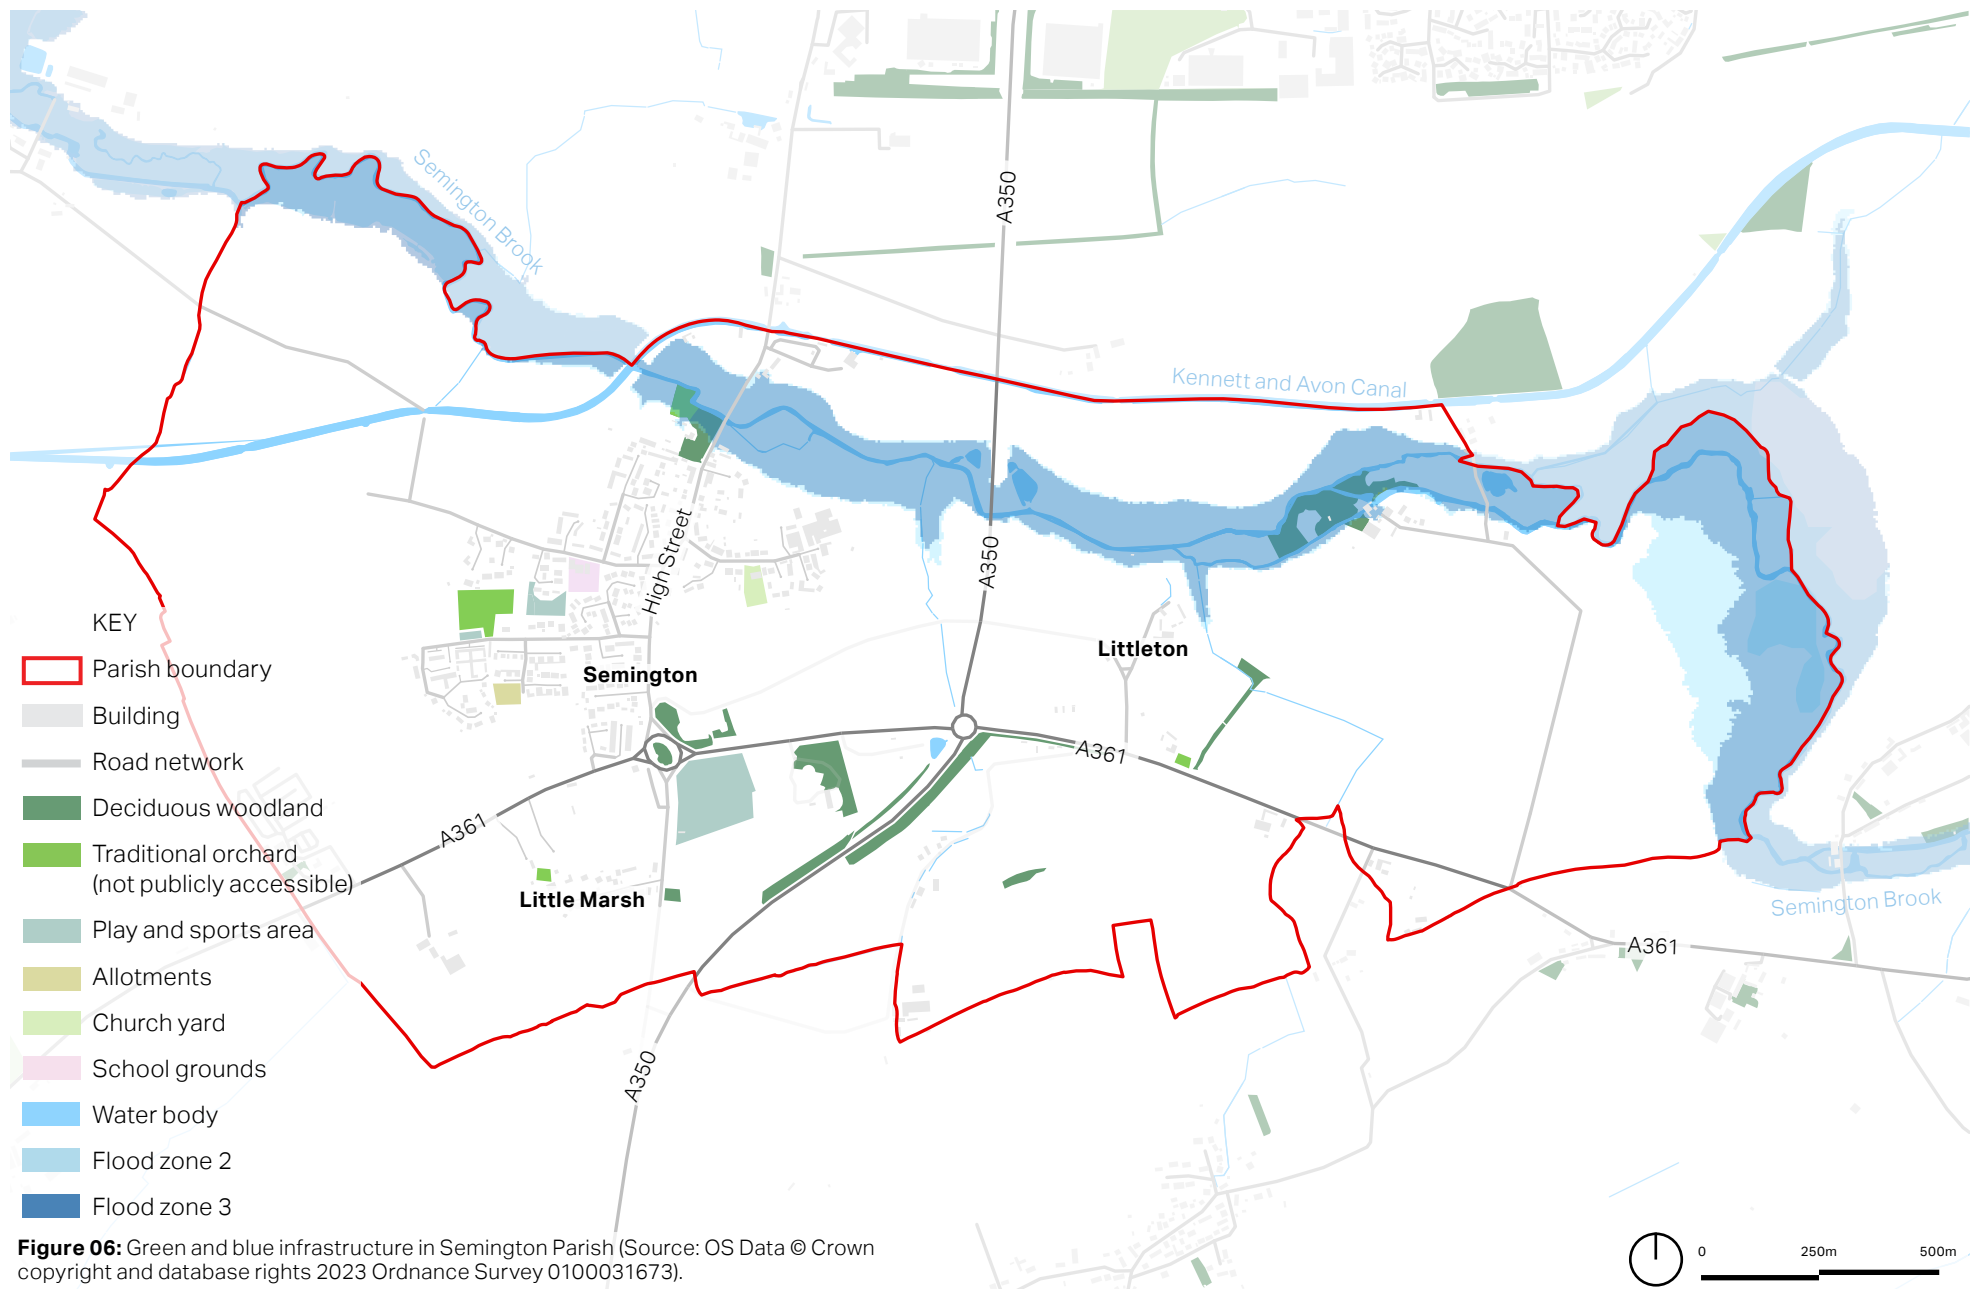 Semington Brook
A350
Kennett and Avon Canal
High Street
A350
Littleton
Semington
A361
A361
Little Marsh
Semington Brook
A361
A350
KEY
Parish boundary
Building
Road network
Deciduous woodland
Traditional orchard
(not publicly accessible)
Play and sports area
Allotments
Church yard
School grounds
Water body
Flood zone 2
Flood zone 3
Figure 06: Green and blue infrastructure in Semington Parish (Source: OS Data © Crown
copyright and database rights 2023 Ordnance Survey 0100031673).
0 250m 500m